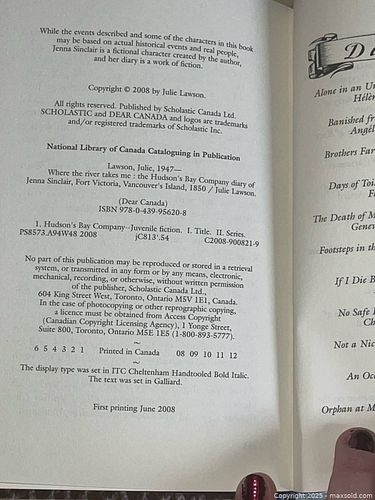 While the events described and some of the characters in this book
may be based on actual historical events and real people,
Jenna Sinclair is a fictional character created by the author,
and her diary is a work of fiction.
Copyright © 2008 by Julie Lawson.
All rights reserved. Published by Scholastic Canada Ltd.
SCHOLASTIC and DEAR CANADA and logos are trademarks
and/or registered trademarks of Scholastic Inc.
National Library of Canada Cataloguing in Publication
Lawson, Julie, 1947—
Where the river takes me : the Hudson's Bay Company diary of
Jenna Sinclair, Fort Victoria, Vancouver's Island, 1850 / Julie Lawson.
(Dear Canada)
ISBN 978-0-439-95620-8
1. Hudson's Bay Company--Juvenile fiction. I. Title. II. Series.
PS8573.A94W48 2008 jC813'.54 C2008-900821-9
No part of this publication may be reproduced or stored in a retrieval
system, or transmitted in any form or by any means, electronic,
mechanical, recording, or otherwise, without written permission
of the publisher, Scholastic Canada Ltd.,
604 King Street West, Toronto, Ontario M5V 1E1, Canada.
In the case of photocopying or other reprographic copying,
a licence must be obtained from Access Copyright
(Canadian Copyright Licensing Agency), 1 Yonge Street,
Suite 800, Toronto, Ontario M5E 1E5 (1-800-893-5777).
~
6 5 4 3 2 1 Printed in Canada 08 09 10 11 12
~
The display type was set in ITC Cheltenham Handtooled Bold Italic.
The text was set in Galliard.
First printing June 2008
D
Alone in an
Hélèn
Banished fr
Angél
Brothers Far
Days of Toi
The Death of M
Genev
Footsteps in th
If I Die B
No Safe
Ch
Not a Nic
An Oc
Orphan at M
Copyright 2025 - maxsold.com